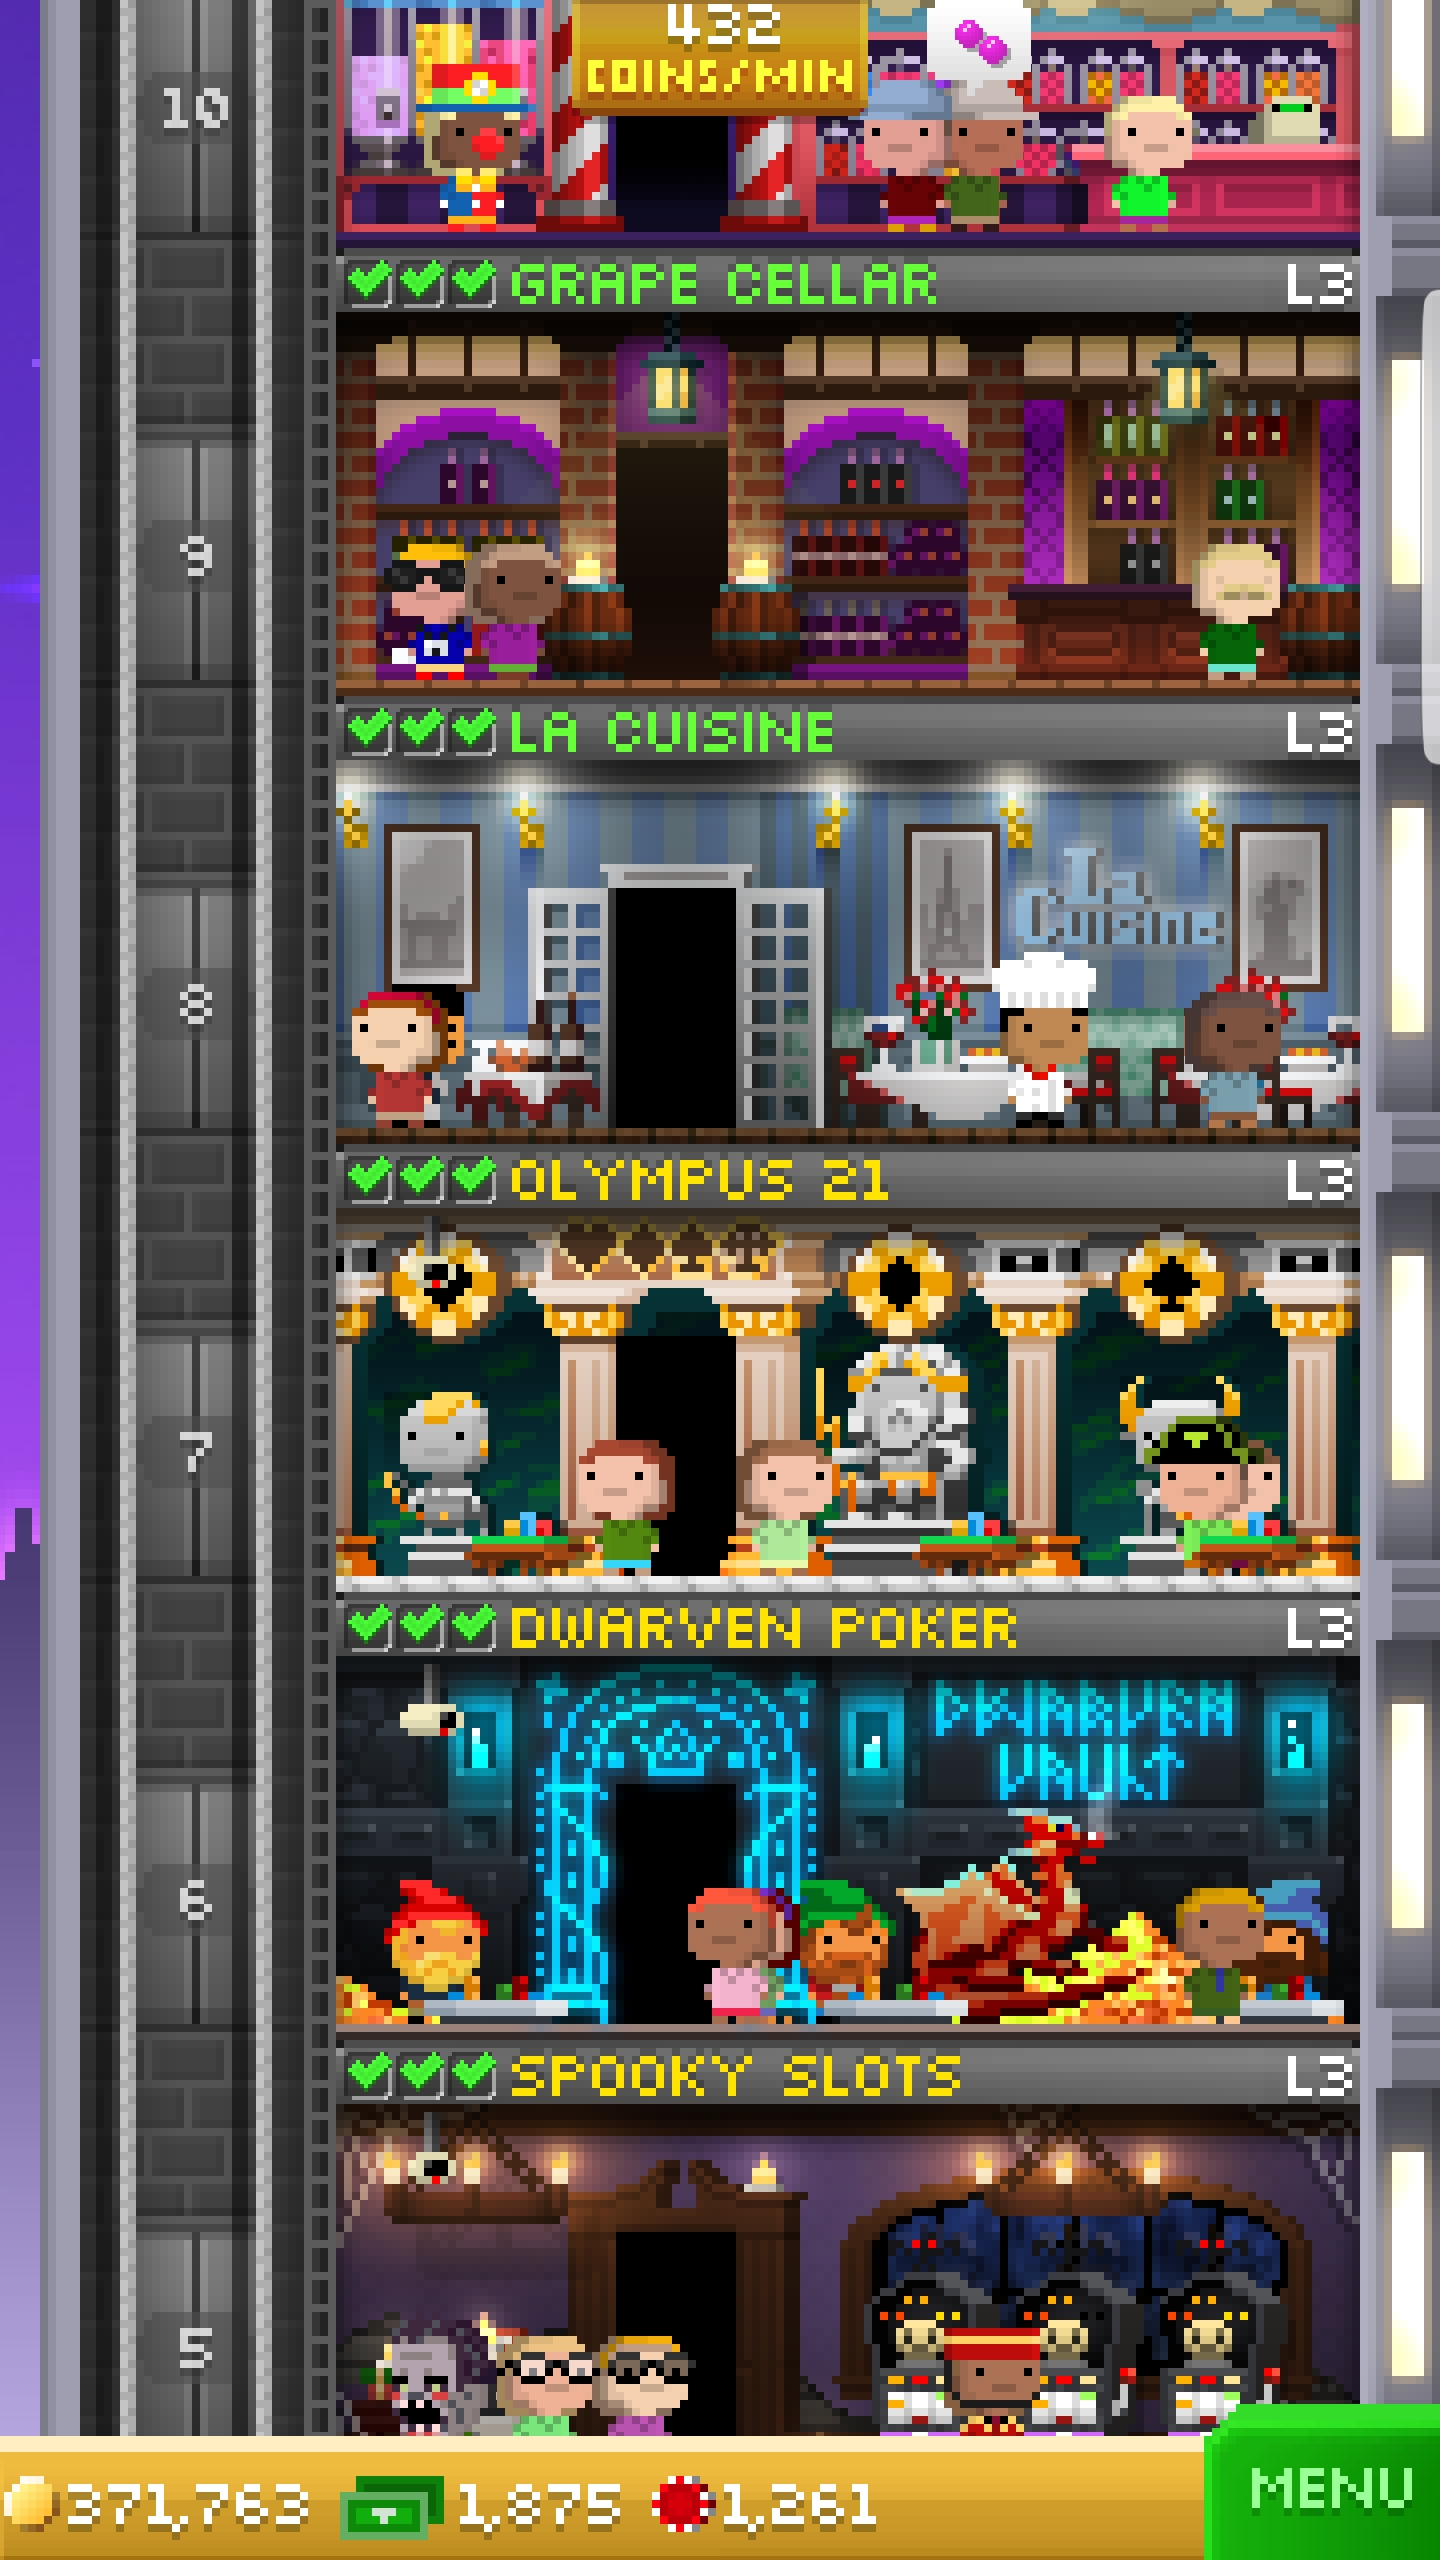 432
COINS/MIN
10
GRAPE CELLAR L3
9
LA CUISINE L3
La
Cuisine
8
OLYMPUS 21 L3
7
DWARVEN POKER L3
DWARVEN
VAULT
6
SPOOKY SLOTS L3
5
371,763 1,875 1,261
MENU